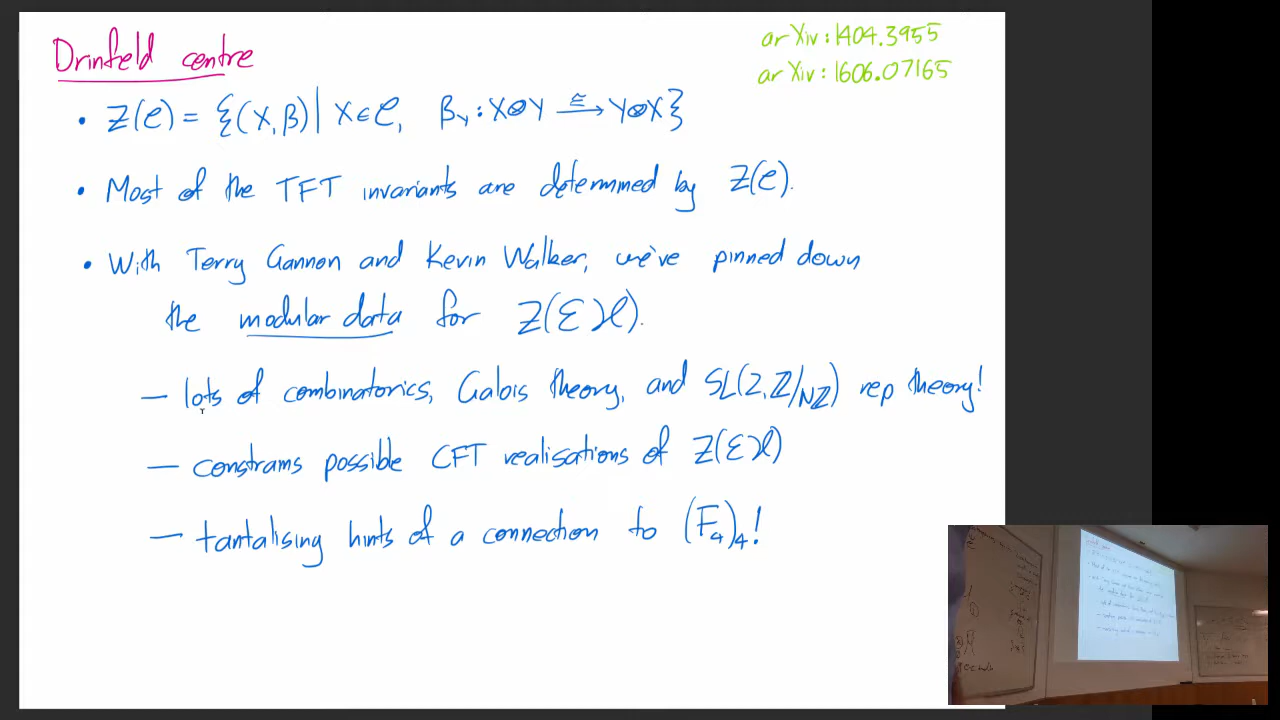 Drinfeld centre
arXiv:1404.3955
arXiv:1606.07165
• Z(C) = {(X,β) | X∈C, β_Y : X⊗Y ≅→ Y⊗X}
• Most of the TFT invariants are determined by Z(C).
• With Terry Gannon and Kevin Walker, we've pinned down
the modular data for Z(EH).
— lots of combinatorics, Galois theory, and SL(2,ℤ/Nℤ) rep theory!
— constrains possible CFT realisations of Z(EH)
— tantalising hints of a connection to (F₄)₄!